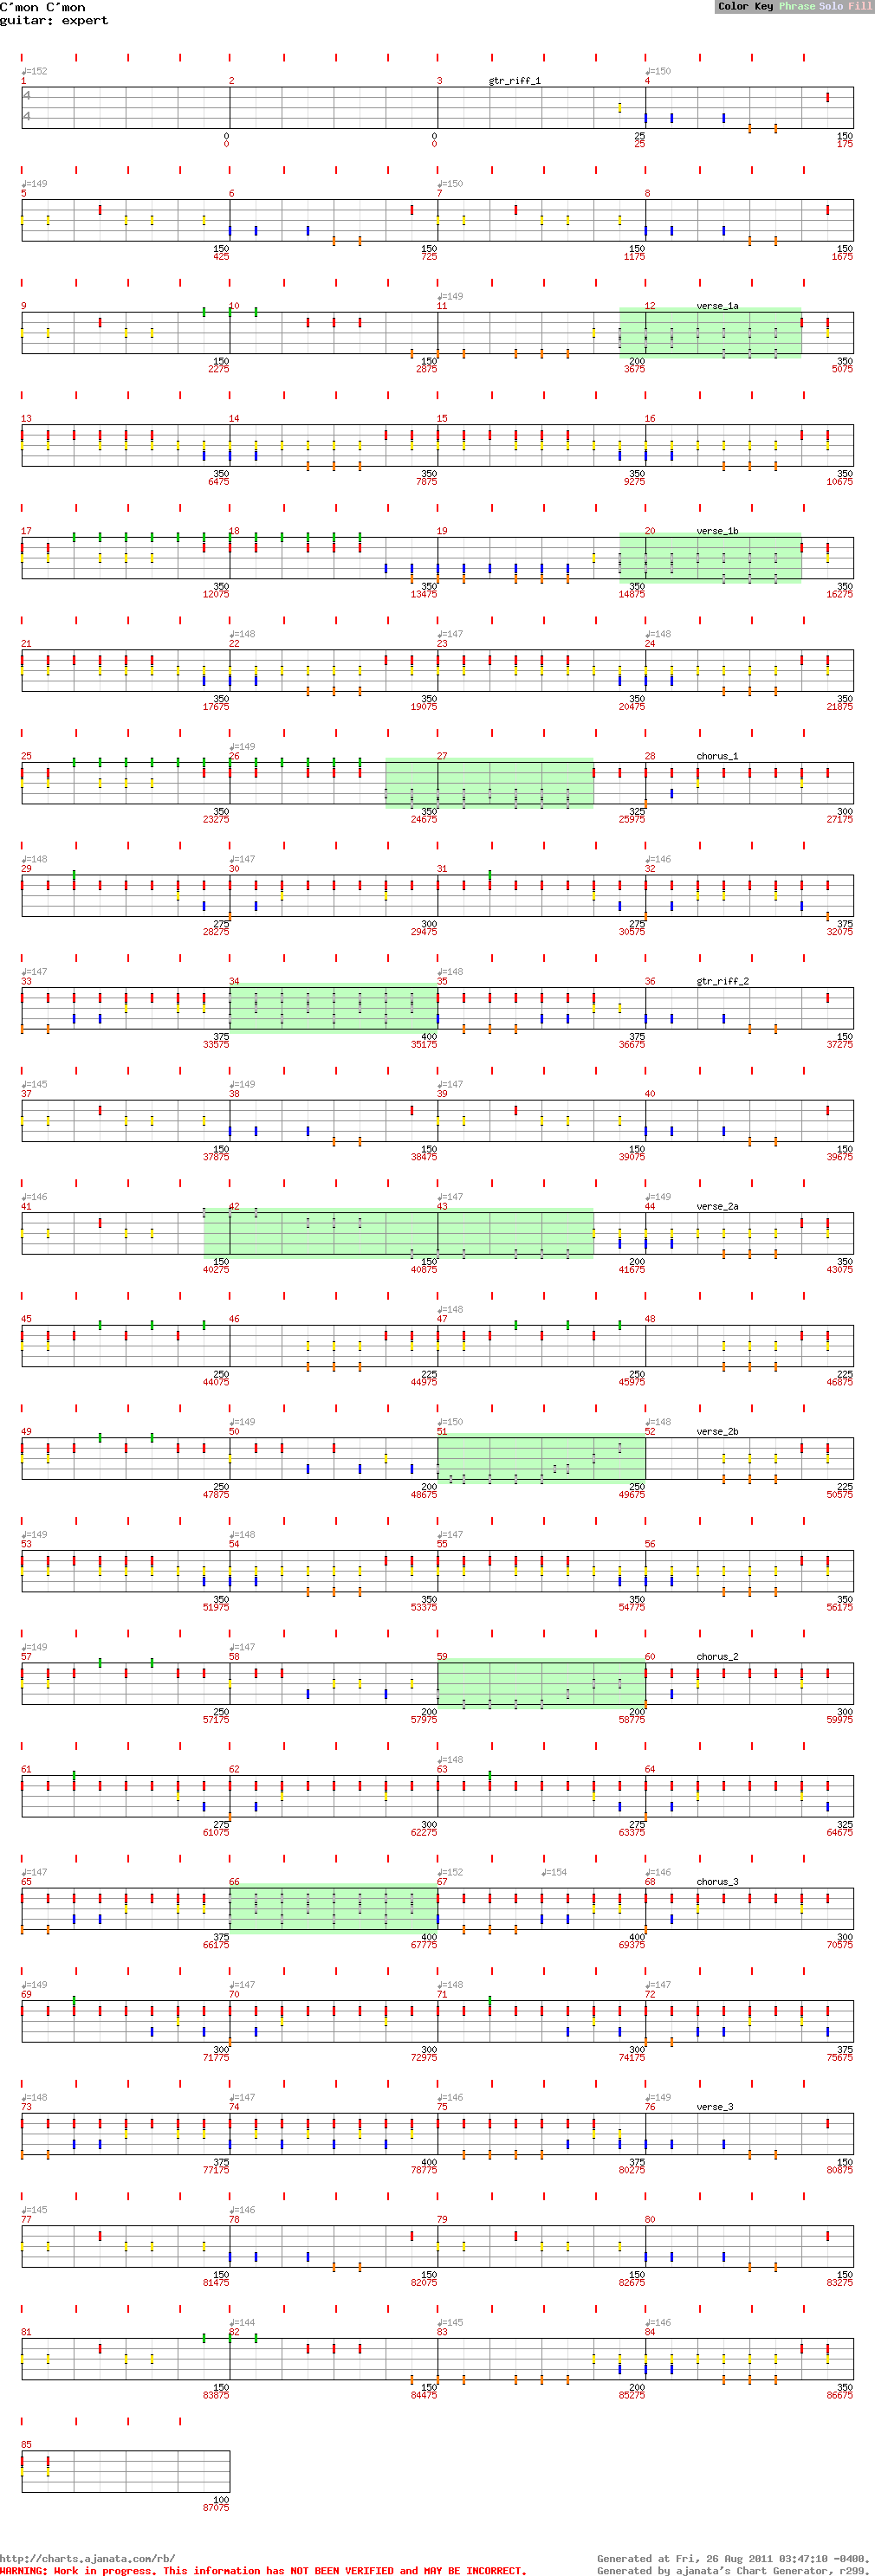 C'mon C'mon
Color Key Phrase Solo Fill
guitar: expert
♩=152 ♩=150
1 2 3 gtr_riff_1 4
4
4
0 0 25 150
0 0 25 175
♩=149 ♩=150
5 6 7 8
150 150 150 150
425 725 1175 1675
♩=149
9 10 11 12 verse_1a
150 150 200 350
2275 2875 3675 5075
13 14 15 16
350 350 350 350
6475 7875 9275 10675
17 18 19 20 verse_1b
350 350 350 350
12075 13475 14875 16275
♩=148 ♩=147 ♩=148
21 22 23 24
350 350 350 350
17675 19075 20475 21875
♩=149
25 26 27 28 chorus_1
350 350 325 300
23275 24675 25975 27175
♩=148 ♩=147 ♩=146
29 30 31 32
275 300 275 375
28275 29475 30575 32075
♩=147 ♩=148
33 34 35 36 gtr_riff_2
375 400 375 150
33575 35175 36675 37275
♩=145 ♩=149 ♩=147
37 38 39 40
150 150 150 150
37875 38475 39075 39675
♩=146 ♩=147 ♩=149
41 42 43 44 verse_2a
150 150 200 350
40275 40875 41675 43075
♩=148
45 46 47 48
250 225 250 225
44075 44975 45975 46875
♩=149 ♩=150 ♩=148
49 50 51 52 verse_2b
250 200 250 225
47875 48675 49675 50575
♩=149 ♩=148 ♩=147
53 54 55 56
350 350 350 350
51975 53375 54775 56175
♩=149 ♩=147
57 58 59 60 chorus_2
250 200 200 300
57175 57975 58775 59975
♩=148
61 62 63 64
275 300 275 325
61075 62275 63375 64675
♩=147 ♩=152 ♩=154 ♩=146
65 66 67 68 chorus_3
375 400 400 300
66175 67775 69375 70575
♩=149 ♩=147 ♩=148 ♩=147
69 70 71 72
300 300 300 375
71775 72975 74175 75675
♩=148 ♩=147 ♩=146 ♩=149
73 74 75 76 verse_3
375 400 375 150
77175 78775 80275 80875
♩=145 ♩=146
77 78 79 80
150 150 150 150
81475 82075 82675 83275
♩=144 ♩=145 ♩=146
81 82 83 84
150 150 200 350
83875 84475 85275 86675
85
100
87075
http://charts.ajanata.com/rb/ Generated at Fri, 26 Aug 2011 03:47:10 -0400.
WARNING: Work in progress. This information has NOT BEEN VERIFIED and MAY BE INCORRECT. Generated by ajanata's Chart Generator, r299.